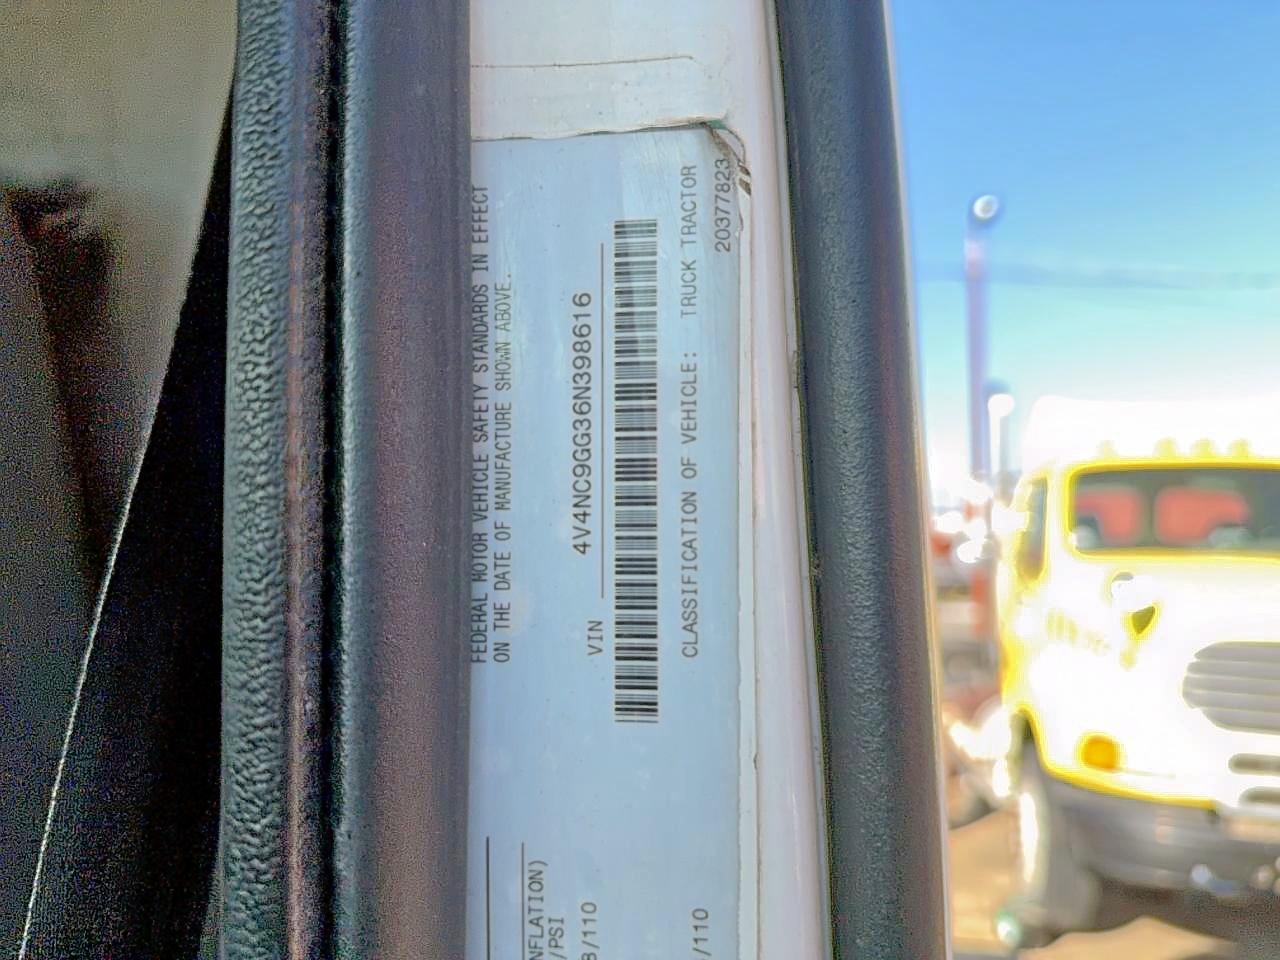 FEDERAL MOTOR VEHICLE SAFETY STANDARDS IN EFFECT
ON THE DATE OF MANUFACTURE SHOWN ABOVE.
VIN 4V4NC9GG36N398616
CLASSIFICATION OF VEHICLE: TRUCK TRACTOR
20377823
NFLATION)
/PSI
/110
/110